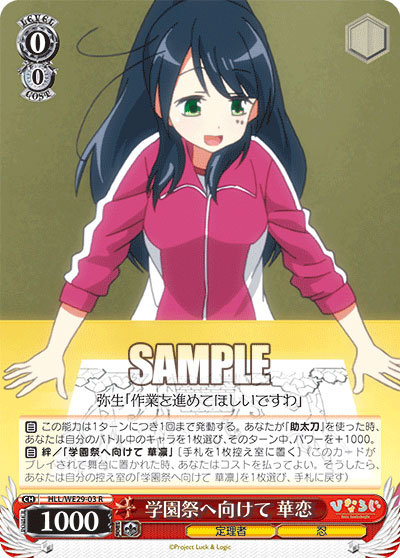 LEVEL
0
0
COST
SAMPLE
弥生「作業を進めてほしいですわ」
自 この能力は1ターンにつき1回まで発動する。あなたが「助太刀」を使った時、
あなたは自分のバトル中のキャラを1枚選び、そのターン中、パワーを+1000。
自 絆/「学園祭へ向けて 華凛」 [手札を1枚控え室に置く] (このカードが
プレイされて舞台に置かれた時、あなたはコストを払ってよい。そうしたら、
あなたは自分の控え室の「学園祭へ向けて 華凛」を1枚選び、手札に戻す)
CH HLL/WE29-03 R
1000
学園祭へ向けて 華恋
ひなろじ
定理者
忍
©Project Luck & Logic